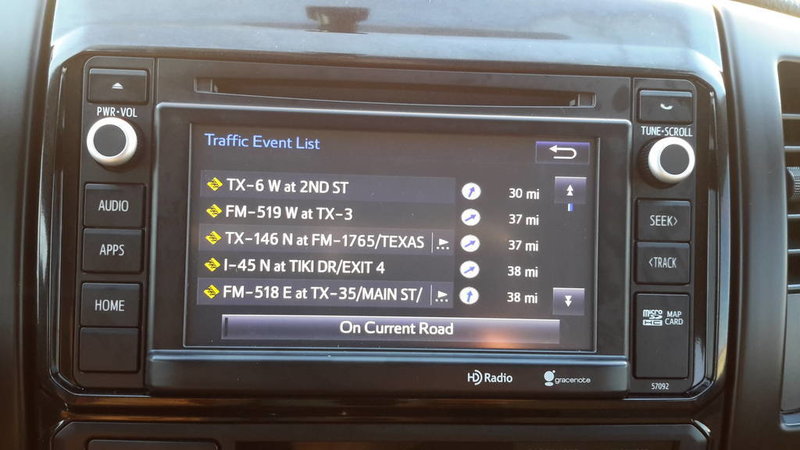 PWR•VOL
AUDIO
APPS
HOME
Traffic Event List
TX-6 W at 2ND ST
30 mi
FM-519 W at TX-3
37 mi
TX-146 N at FM-1765/TEXAS
37 mi
I-45 N at TIKI DR/EXIT 4
38 mi
FM-518 E at TX-35/MAIN ST/
38 mi
On Current Road
HD Radio
gracenote
TUNE•SCROLL
SEEK>
<TRACK
micro SD HC MAP CARD
57092